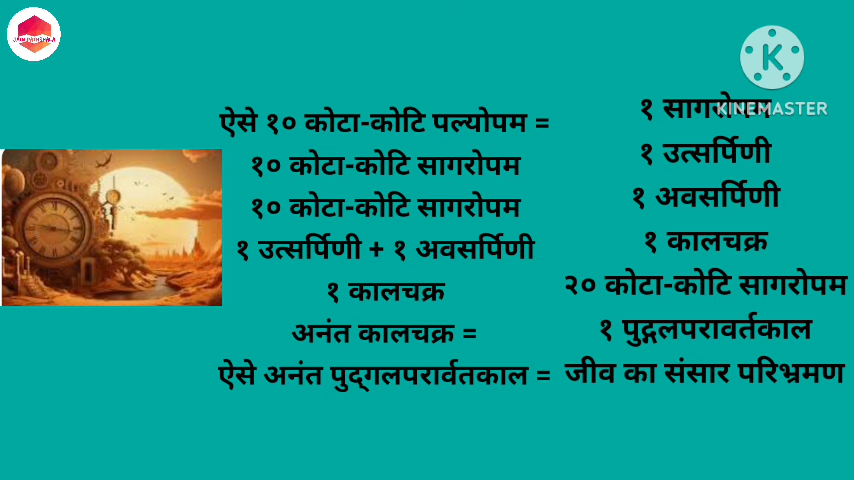 JAIN PATHSHALA
KINEMASTER
ऐसे १० कोटा-कोटि पल्योपम = १ सागरोपम
१० कोटा-कोटि सागरोपम १ उत्सर्पिणी
१० कोटा-कोटि सागरोपम १ अवसर्पिणी
१ उत्सर्पिणी + १ अवसर्पिणी १ कालचक्र
१ कालचक्र २० कोटा-कोटि सागरोपम
अनंत कालचक्र = १ पुद्गलपरावर्तकाल
ऐसे अनंत पुद्‌गलपरार्वतकाल = जीव का संसार परिभ्रमण